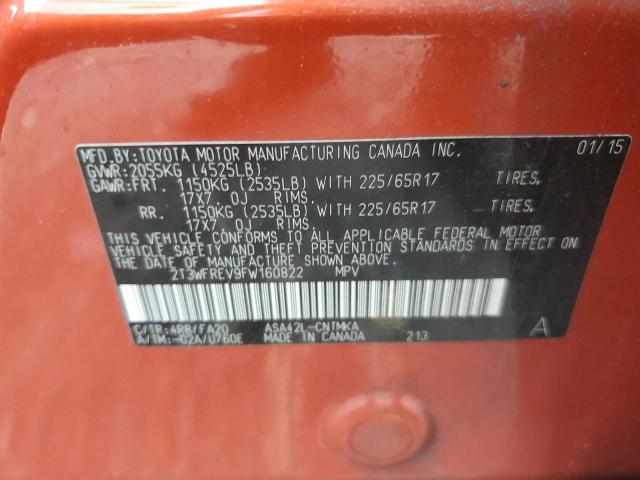 MFD.BY:TOYOTA MOTOR MANUFACTURING CANADA INC. 01/15
GVWR:2055KG (4525LB)
GAWR:FRT. 1150KG (2535LB) WITH 225/65R17 TIRES.
17X7.0J RIMS.
RR. 1150KG (2535LB) WITH 225/65R17 TIRES.
17X7.0J RIMS.
THIS VEHICLE CONFORMS TO ALL APPLICABLE FEDERAL MOTOR
VEHICLE SAFETY AND THEFT PREVENTION STANDARDS IN EFFECT ON
THE DATE OF MANUFACTURE SHOWN ABOVE.
2T3WFREV9FW160822 MPV
C/TR:4R8/FA20 ASA42L-CNTMKA A
A/TM:-02A/U760E MADE IN CANADA 213